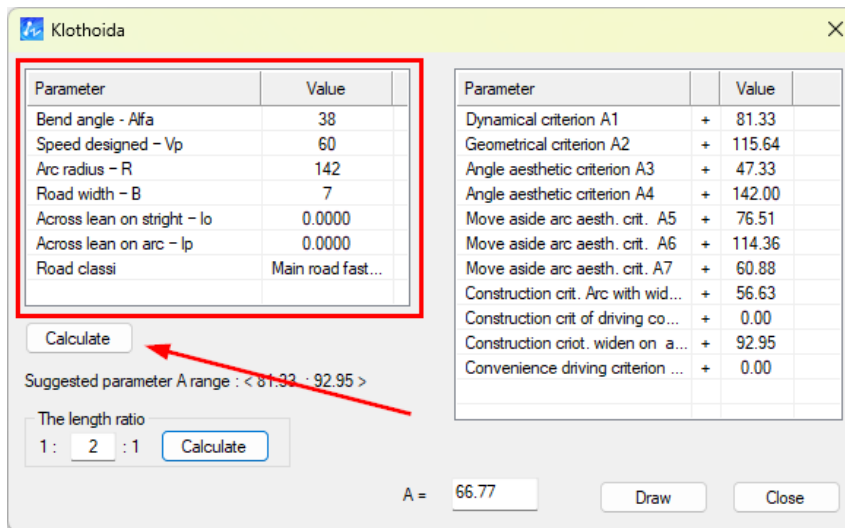 Klothoida
Parameter Value
Bend angle - Alfa 38
Speed designed – Vp 60
Arc radius – R 142
Road width – B 7
Across lean on stright – Io 0.0000
Across lean on arc – Ip 0.0000
Road classi Main road fast...
Calculate
Suggested parameter A range : < 81.33 : 92.95 >
The length ratio
1 : 2 : 1 Calculate
Parameter Value
Dynamical criterion A1 + 81.33
Geometrical criterion A2 + 115.64
Angle aesthetic criterion A3 + 47.33
Angle aesthetic criterion A4 + 142.00
Move aside arc aesth. crit. A5 + 76.51
Move aside arc aesth. crit. A6 + 114.36
Move aside arc aesth. crit. A7 + 60.88
Construction crit. Arc with wid... + 56.63
Construction crit of driving co... + 0.00
Construction criot. widen on a... + 92.95
Convenience driving criterion ... + 0.00
A = 66.77 Draw Close